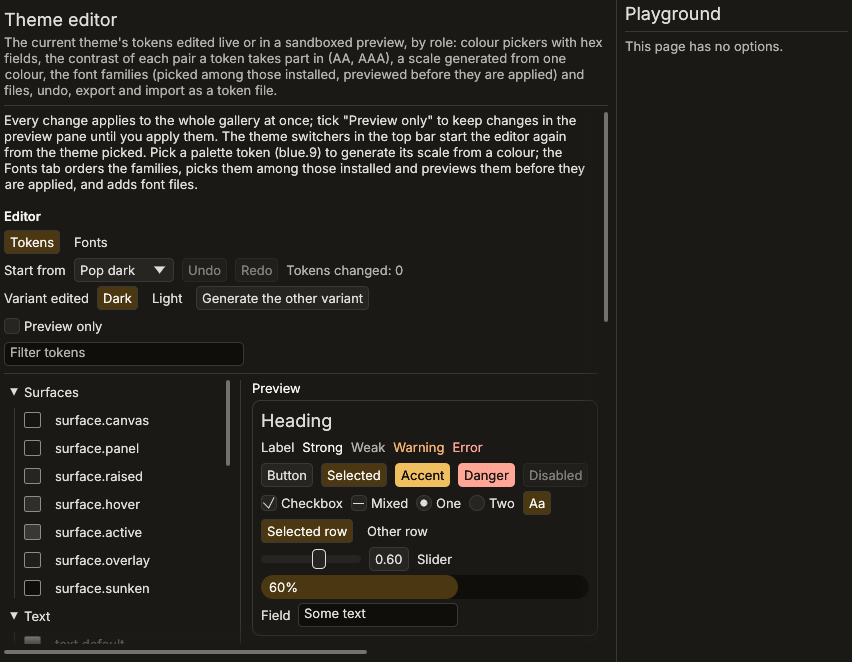 Theme editor
The current theme's tokens edited live or in a sandboxed preview, by role: colour pickers with hex
fields, the contrast of each pair a token takes part in (AA, AAA), a scale generated from one
colour, the font families (picked among those installed, previewed before they are applied) and
files, undo, export and import as a token file.
Every change applies to the whole gallery at once; tick "Preview only" to keep changes in the
preview pane until you apply them. The theme switchers in the top bar start the editor again
from the theme picked. Pick a palette token (blue.9) to generate its scale from a colour; the
Fonts tab orders the families, picks them among those installed and previews them before they
are applied, and adds font files.
Editor
Tokens Fonts
Start from Pop dark Undo Redo Tokens changed: 0
Variant edited Dark Light Generate the other variant
Preview only
Filter tokens
Surfaces
surface.canvas
surface.panel
surface.raised
surface.hover
surface.active
surface.overlay
surface.sunken
Text
text.default
Preview
Heading
Label Strong Weak Warning Error
Button Selected Accent Danger Disabled
Checkbox Mixed One Two Aa
Selected row Other row
0.60 Slider
60%
Field Some text
Playground
This page has no options.